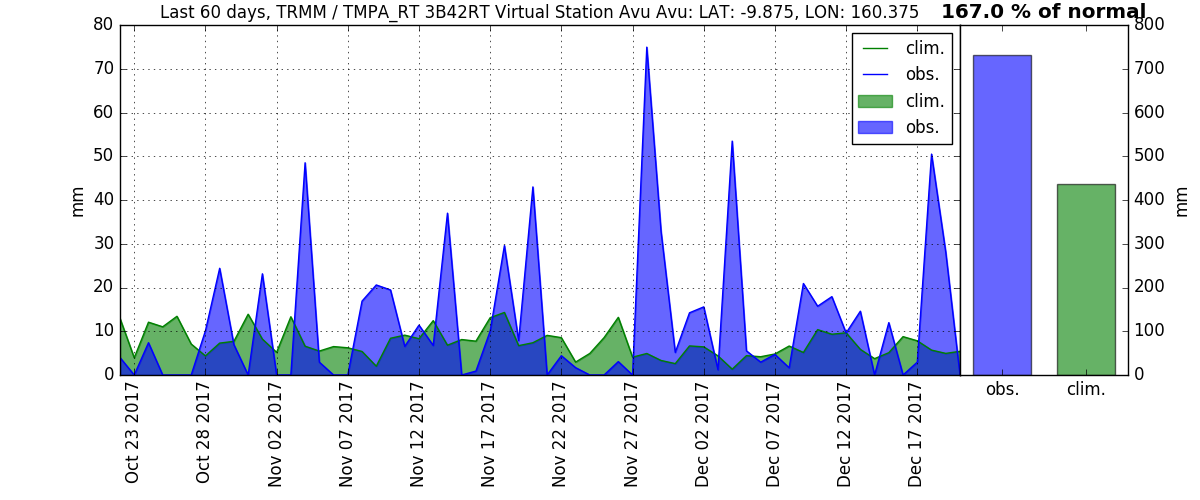 Last 60 days, TRMM / TMPA_RT 3B42RT Virtual Station Avu Avu: LAT: -9.875, LON: 160.375
167.0 % of normal
80
70
60
50
40
30
20
10
0
mm
clim.
obs.
clim.
obs.
800
700
600
500
400
300
200
100
0
mm
Oct 23 2017
Oct 28 2017
Nov 02 2017
Nov 07 2017
Nov 12 2017
Nov 17 2017
Nov 22 2017
Nov 27 2017
Dec 02 2017
Dec 07 2017
Dec 12 2017
Dec 17 2017
obs.
clim.